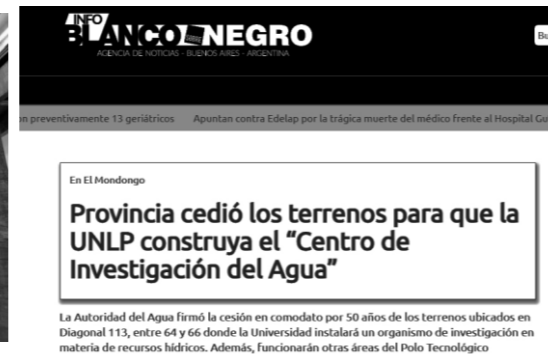 INFO
BLANCO NEGRO
AGENCIA DE NOTICIAS - BUENOS AIRES - ARGENTINA
Bu
on preventivamente 13 geriátricos Apuntan contra Edelap por la trágica muerte del médico frente al Hospital Gu
En El Mondongo
Provincia cedió los terrenos para que la
UNLP construya el “Centro de
Investigación del Agua”
La Autoridad del Agua firmó la cesión en comodato por 50 años de los terrenos ubicados en
Diagonal 113, entre 64 y 66 donde la Universidad instalará un organismo de investigación en
materia de recursos hídricos. Además, funcionarán otras áreas del Polo Tecnológico